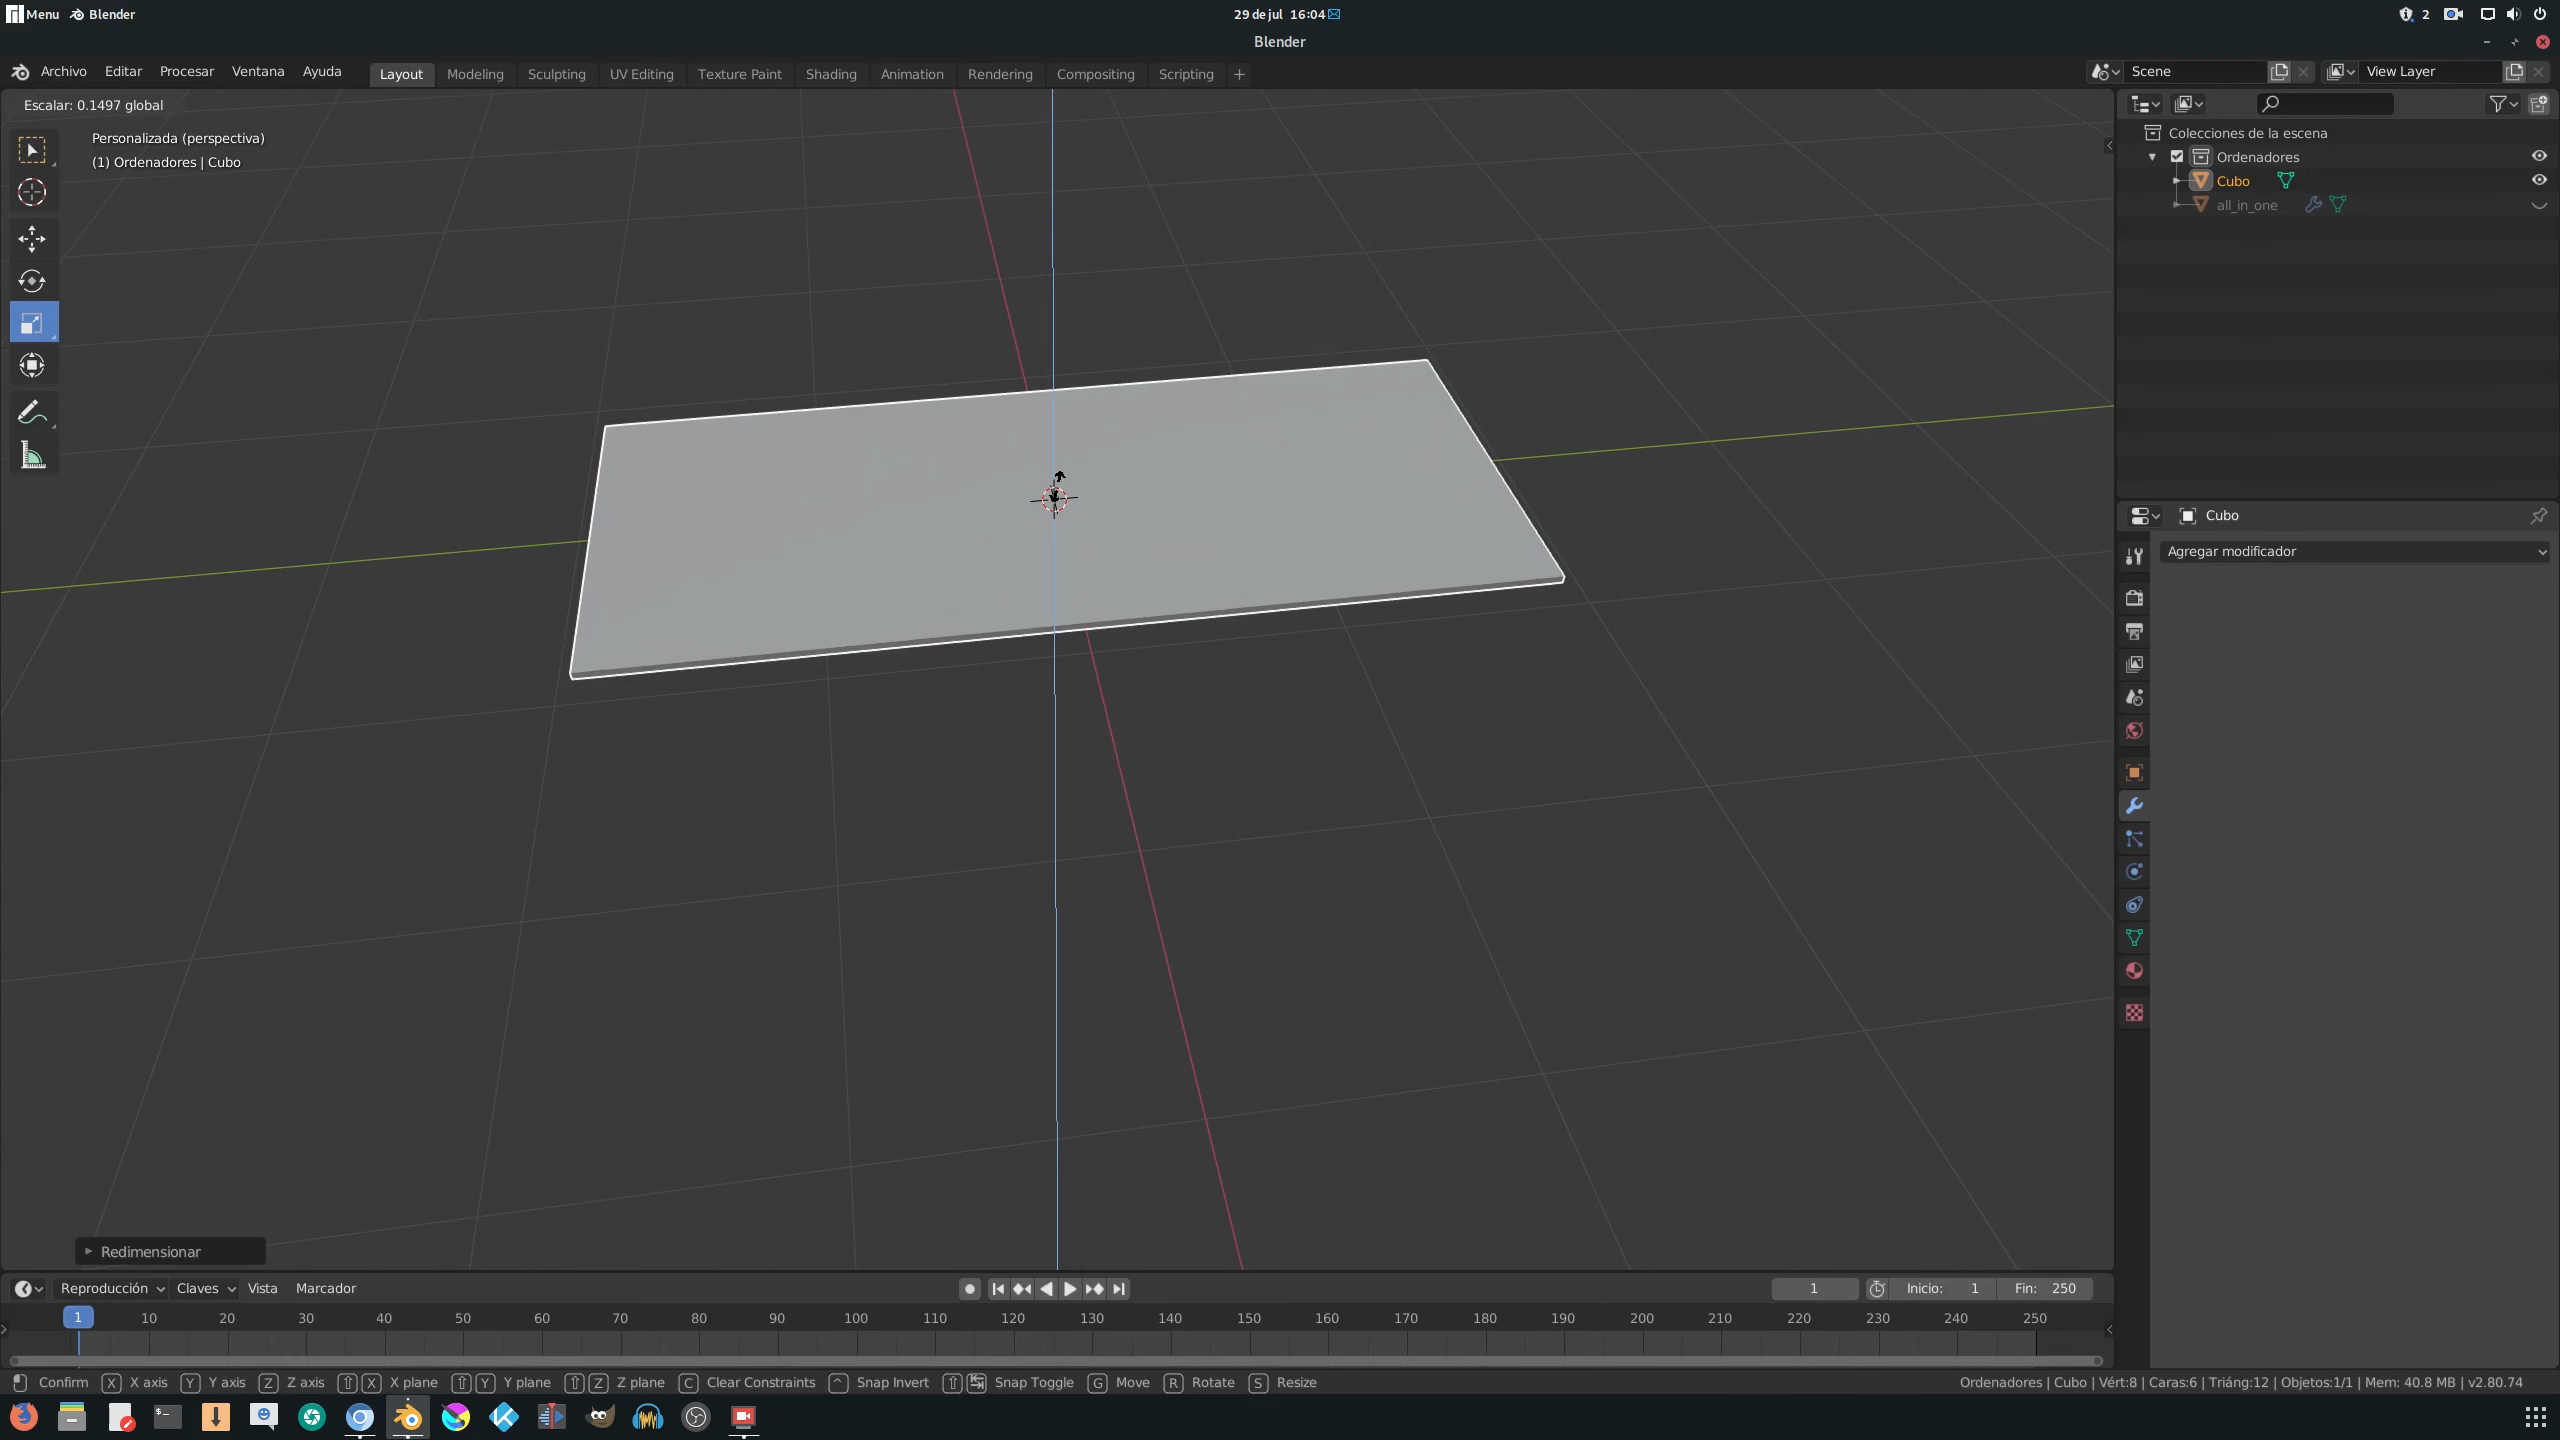 Menu Blender 29 de jul 16:04 2
Blender
Archivo Editar Procesar Ventana Ayuda Layout Modeling Sculpting UV Editing Texture Paint Shading Animation Rendering Compositing Scripting + Scene View Layer
Escalar: 0.1497 global
Personalizada (perspectiva)
(1) Ordenadores | Cubo
Colecciones de la escena
Ordenadores
Cubo
all_in_one
Cubo
Agregar modificador
Redimensionar
Reproducción Claves Vista Marcador 1 Inicio: 1 Fin: 250
1 10 20 30 40 50 60 70 80 90 100 110 120 130 140 150 160 170 180 190 200 210 220 230 240 250
Confirm X X axis Y Y axis Z Z axis X X plane Y Y plane Z Z plane C Clear Constraints ^ Snap Invert Snap Toggle G Move R Rotate S Resize Ordenadores | Cubo | Vért:8 | Caras:6 | Triáng:12 | Objetos:1/1 | Mem: 40.8 MB | v2.80.74